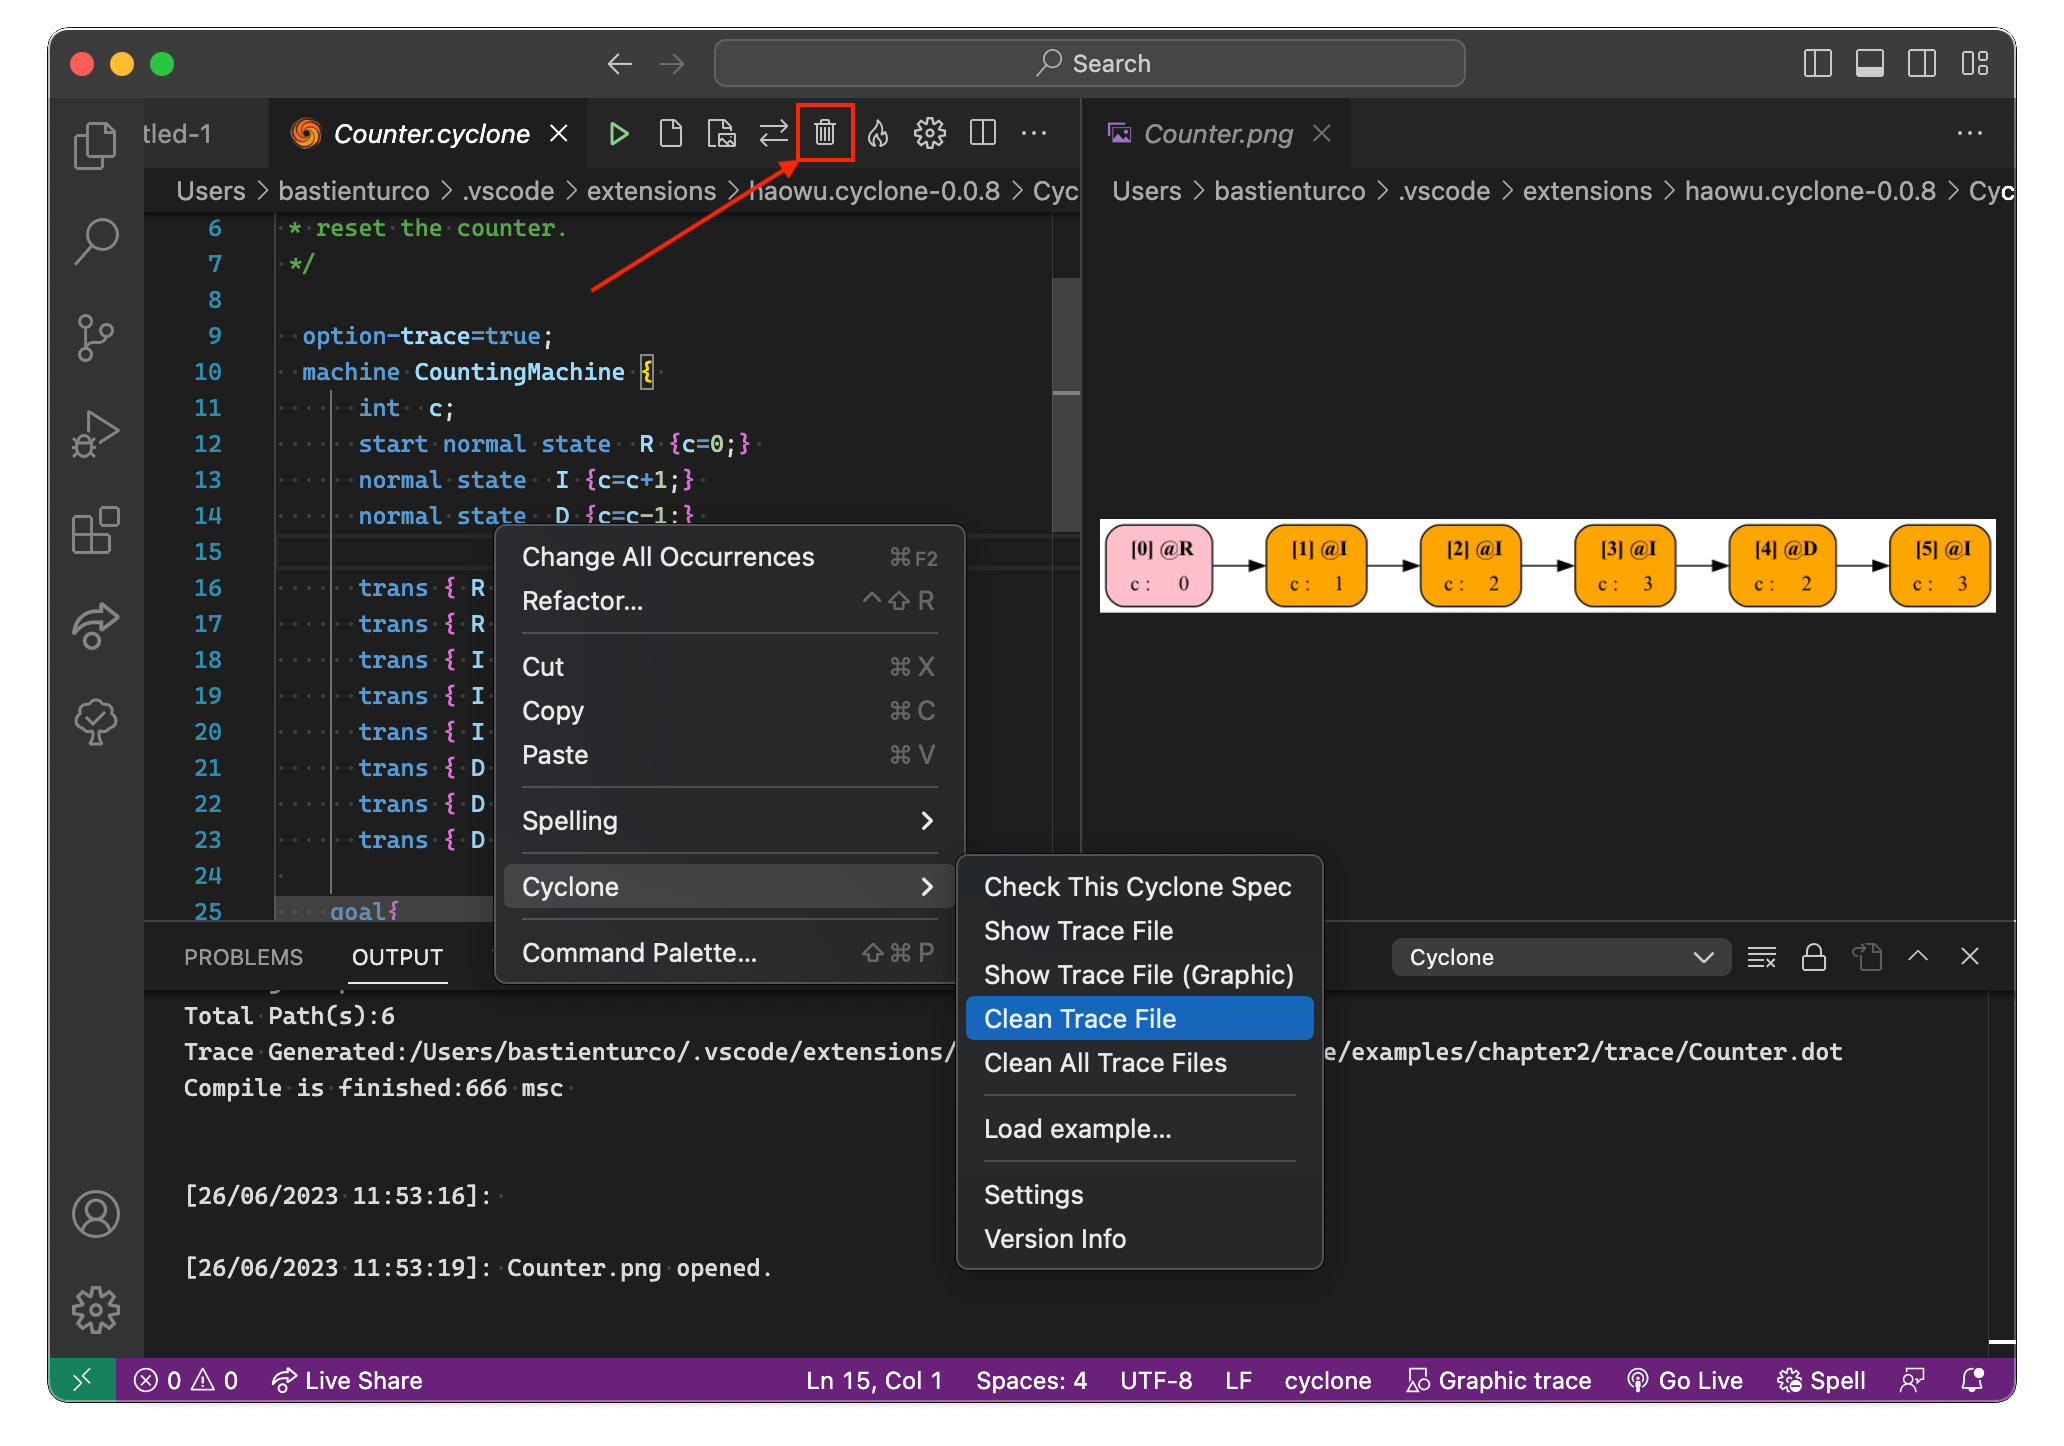 Search
tled-1
Counter.cyclone
Counter.png
Users > bastienturco > .vscode > extensions > haowu.cyclone-0.0.8 > Cyc
Users > bastienturco > .vscode > extensions > haowu.cyclone-0.0.8 > Cyc
6 * reset the counter.
7 */
8
9 option-trace=true;
10 machine CountingMachine {
11 int c;
12 start normal state R {c=0;}
13 normal state I {c=c+1;}
14 normal state D {c=c-1;}
15
16 trans { R
17 trans { R
18 trans { I
19 trans { I
20 trans { I
21 trans { D
22 trans { D
23 trans { D
24
25 goal{
Change All Occurrences ⌘F2
Refactor... ^⇧R
Cut ⌘X
Copy ⌘C
Paste ⌘V
Spelling
Cyclone
Command Palette... ⇧⌘P
Check This Cyclone Spec
Show Trace File
Show Trace File (Graphic)
Clean Trace File
Clean All Trace Files
Load example...
Settings
Version Info
[0] @R
c : 0
[1] @I
c : 1
[2] @I
c : 2
[3] @I
c : 3
[4] @D
c : 2
[5] @I
c : 3
PROBLEMS OUTPUT
Cyclone
Total Path(s):6
Trace Generated:/Users/bastienturco/.vscode/extensions/ e/examples/chapter2/trace/Counter.dot
Compile is finished:666 msc
[26/06/2023 11:53:16]:
[26/06/2023 11:53:19]: Counter.png opened.
0 0 Live Share Ln 15, Col 1 Spaces: 4 UTF-8 LF cyclone Graphic trace Go Live Spell